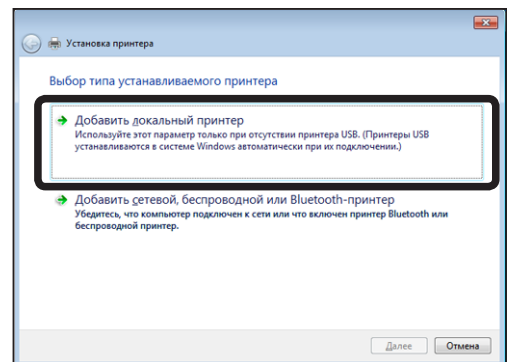 Установка принтера
Выбор типа устанавливаемого принтера
Добавить локальный принтер
Используйте этот параметр только при отсутствии принтера USB. (Принтеры USB
устанавливаются в системе Windows автоматически при их подключении.)
Добавить сетевой, беспроводной или Bluetooth-принтер
Убедитесь, что компьютер подключен к сети или что включен принтер Bluetooth или
беспроводной принтер.
Далее
Отмена